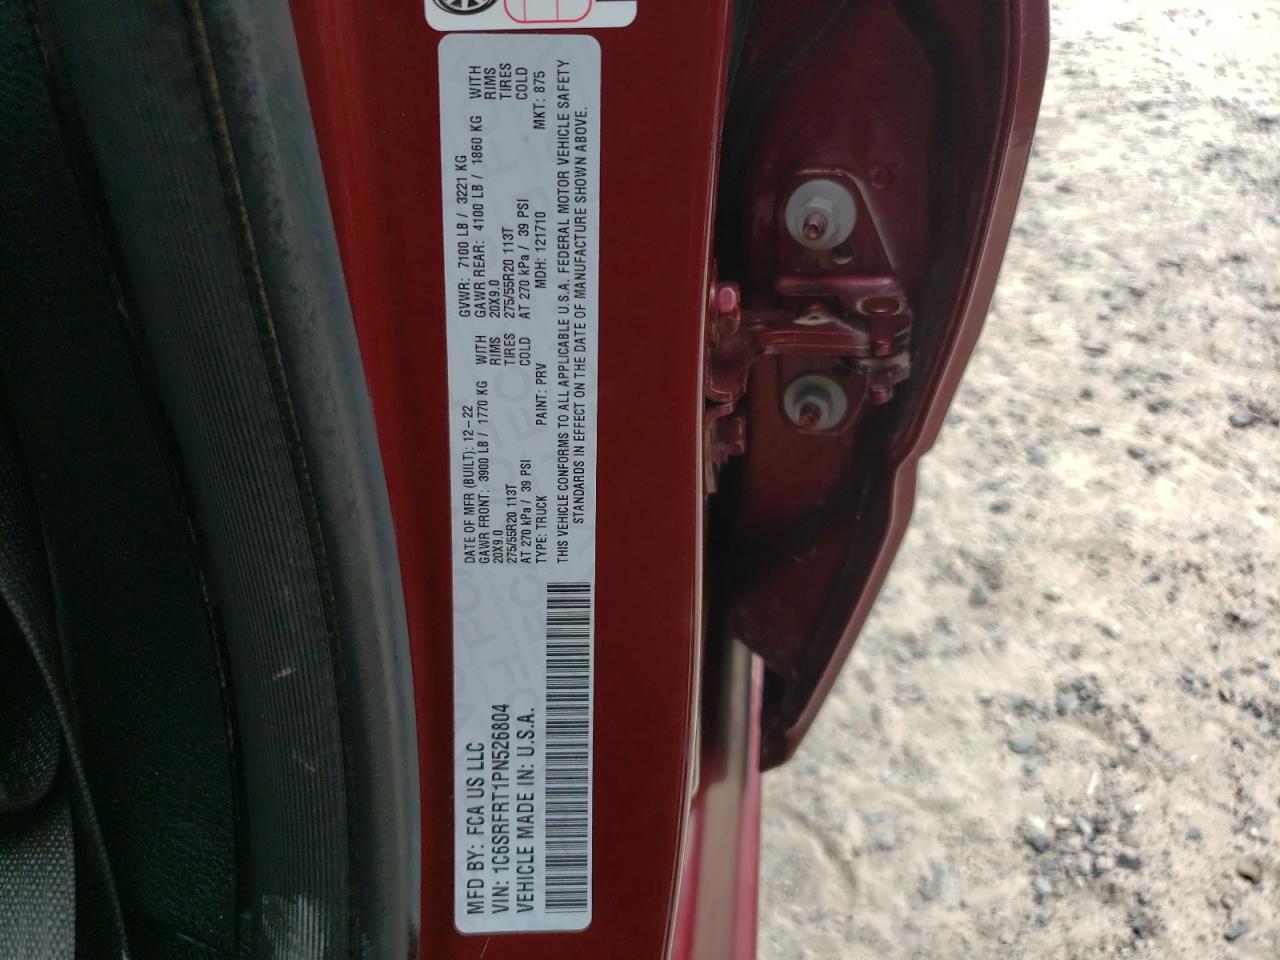 MFD BY: FCA US LLC
VIN: 1C6SRFRT1PN526804
VEHICLE MADE IN: U.S.A.
DATE OF MFR (BUILT): 12-22 GVWR: 7100 LB / 3221 KG
GAWR FRONT: 3900 LB / 1770 KG WITH GAWR REAR: 4100 LB / 1860 KG WITH
20X9.0 RIMS 20X9.0 RIMS
275/55R20 113T TIRES 275/55R20 113T TIRES
AT 270 kPa / 39 PSI COLD AT 270 kPa / 39 PSI COLD
TYPE: TRUCK PAINT: PRV MDH: 121710 MKT: 875
THIS VEHICLE CONFORMS TO ALL APPLICABLE U.S.A. FEDERAL MOTOR VEHICLE SAFETY
STANDARDS IN EFFECT ON THE DATE OF MANUFACTURE SHOWN ABOVE.